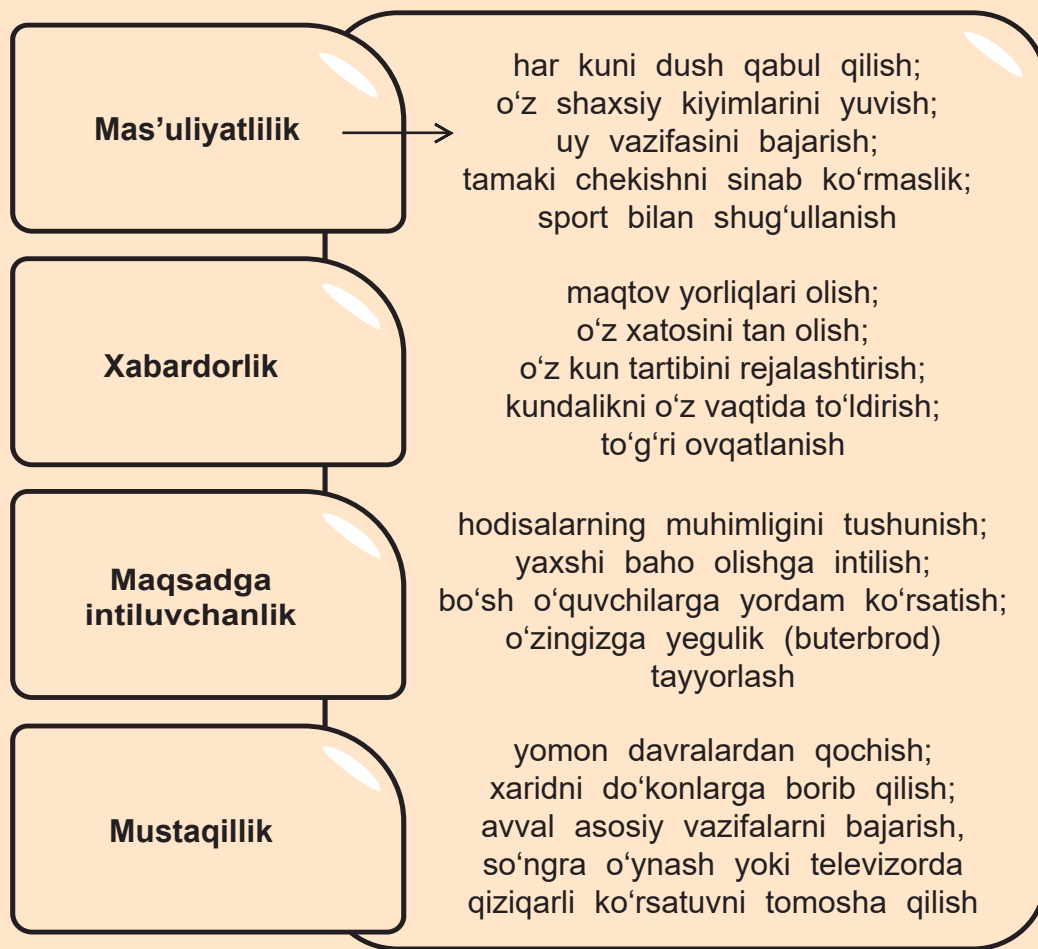 Mas’uliyatlilik
har kuni dush qabul qilish;
o‘z shaxsiy kiyimlarini yuvish;
uy vazifasini bajarish;
tamaki chekishni sinab ko‘rmaslik;
sport bilan shug‘ullanish
Xabardorlik
maqtov yorliqlari olish;
o‘z xatosini tan olish;
o‘z kun tartibini rejalashtirish;
kundalikni o‘z vaqtida to‘ldirish;
to‘g‘ri ovqatlanish
Maqsadga
intiluvchanlik
hodisalarning muhimligini tushunish;
yaxshi baho olishga intilish;
bo‘sh o‘quvchilarga yordam ko‘rsatish;
o‘zingizga yegulik (buterbrod)
tayyorlash
Mustaqillik
yomon davralardan qochish;
xaridni do‘konlarga borib qilish;
avval asosiy vazifalarni bajarish,
so‘ngra o‘ynash yoki televizorda
qiziqarli ko‘rsatuvni tomosha qilish